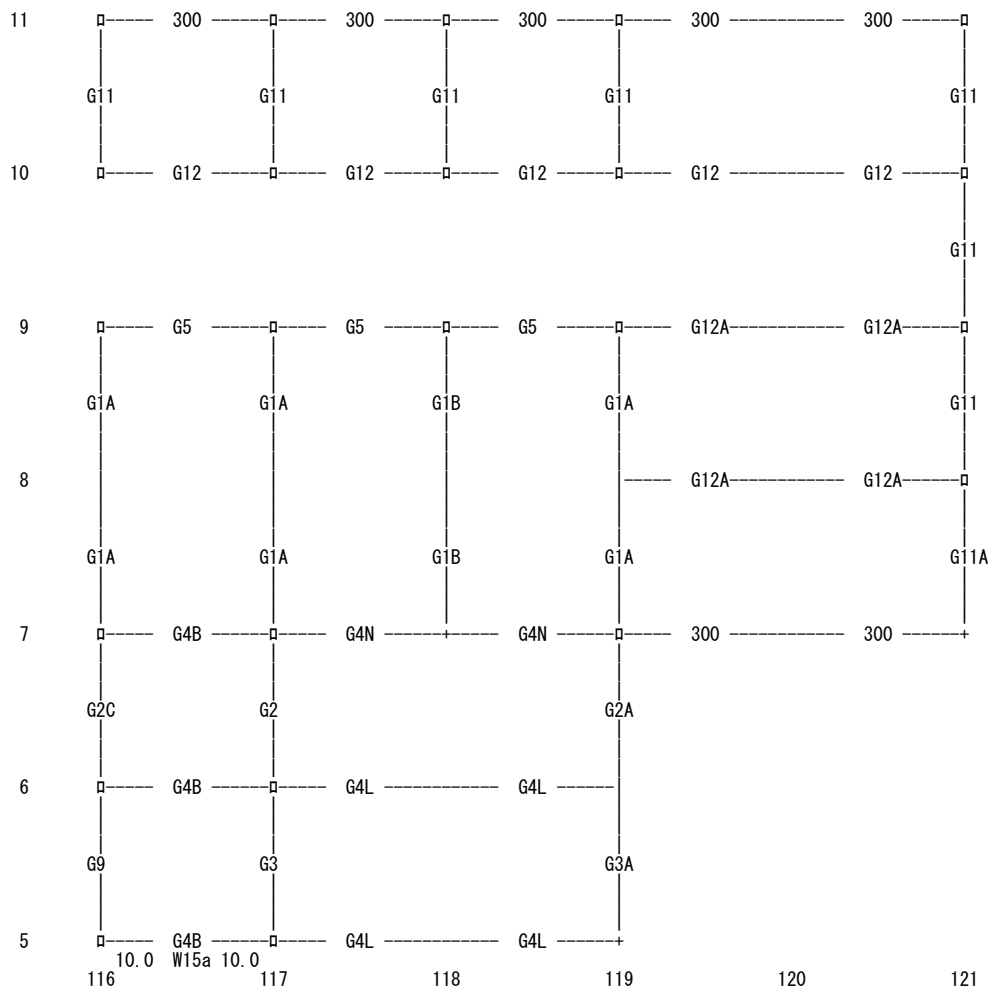 11 300 300 300 300 300
G11 G11 G11 G11 G11
10 G12 G12 G12 G12 G12
G11
9 G5 G5 G5 G12A G12A
G1A G1A G1B G1A G11
8 G12A G12A
G1A G1A G1B G1A G11A
7 G4B G4N G4N 300 300
G2C G2 G2A
6 G4B G4L G4L
G9 G3 G3A
5 G4B G4L G4L
10.0 W15a 10.0
116 117 118 119 120 121